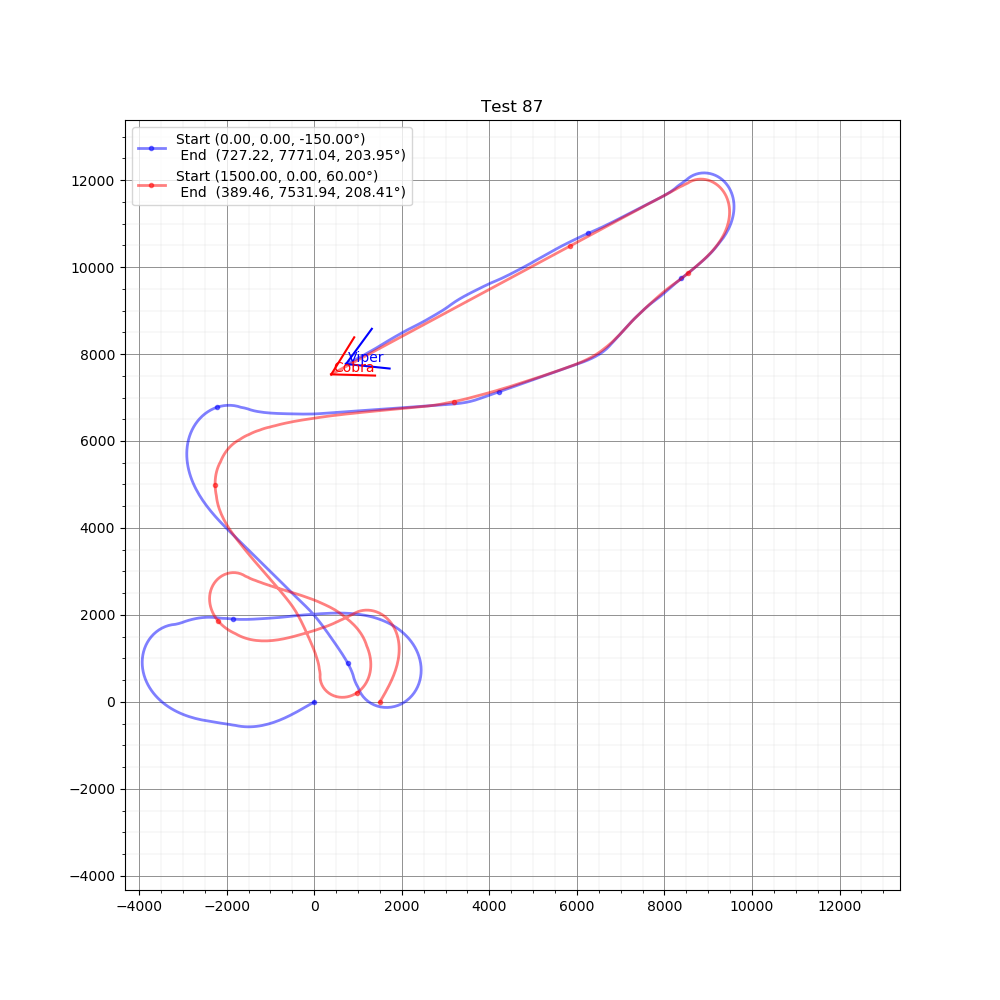 Test 87
Start (0.00, 0.00, -150.00°)
End  (727.22, 7771.04, 203.95°)
Start (1500.00, 0.00, 60.00°)
End  (389.46, 7531.94, 208.41°)
12000
10000
8000
6000
4000
2000
0
−2000
−4000
Viper
Cobra
−4000 −2000 0 2000 4000 6000 8000 10000 12000